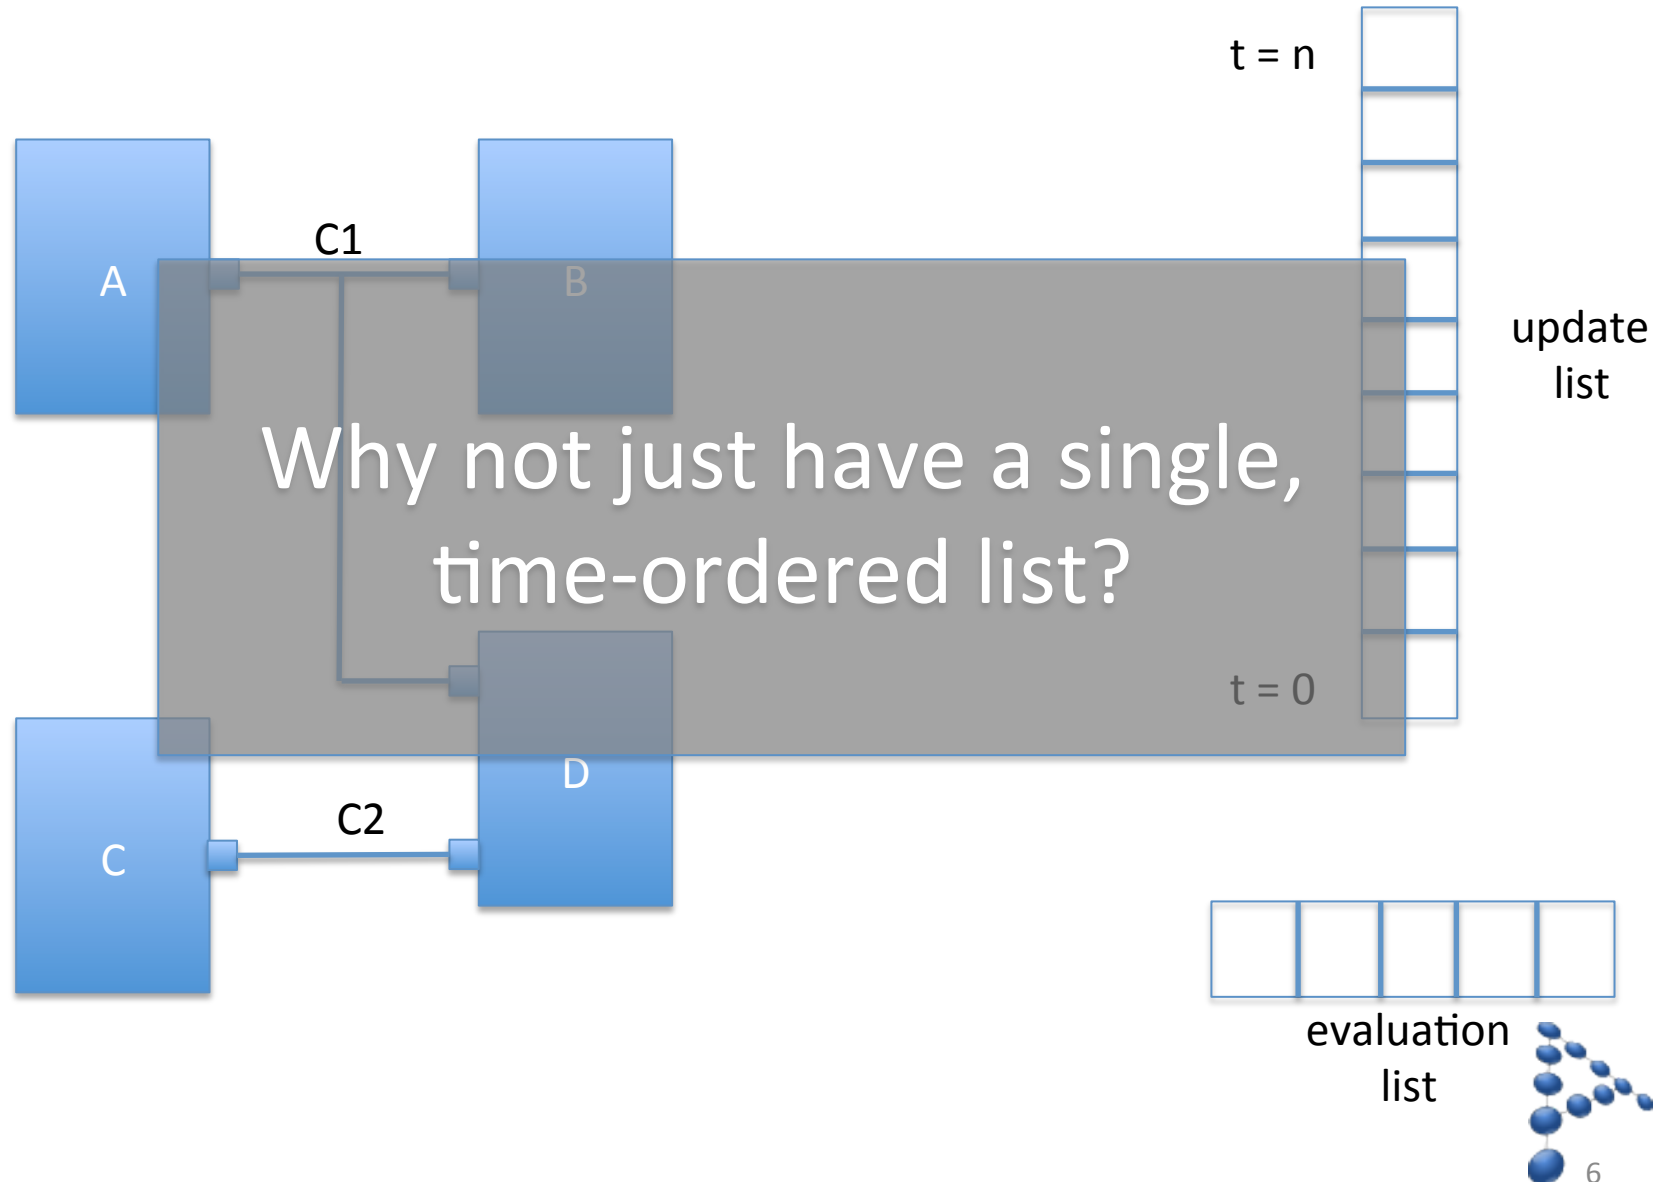 t = n
C1
A
B
update
list
Why not just have a single,
time-ordered list?
t = 0
D
C2
C
evaluation
list
6